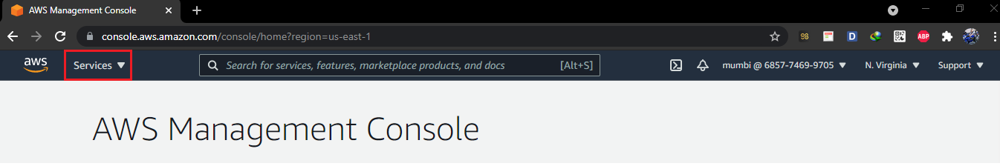 AWS Management Console
console.aws.amazon.com/console/home?region=us-east-1
98
D
ABP
aws
Services
Search for services, features, marketplace products, and docs [Alt+S]
mumbi @ 6857-7469-9705
N. Virginia
Support
AWS Management Console